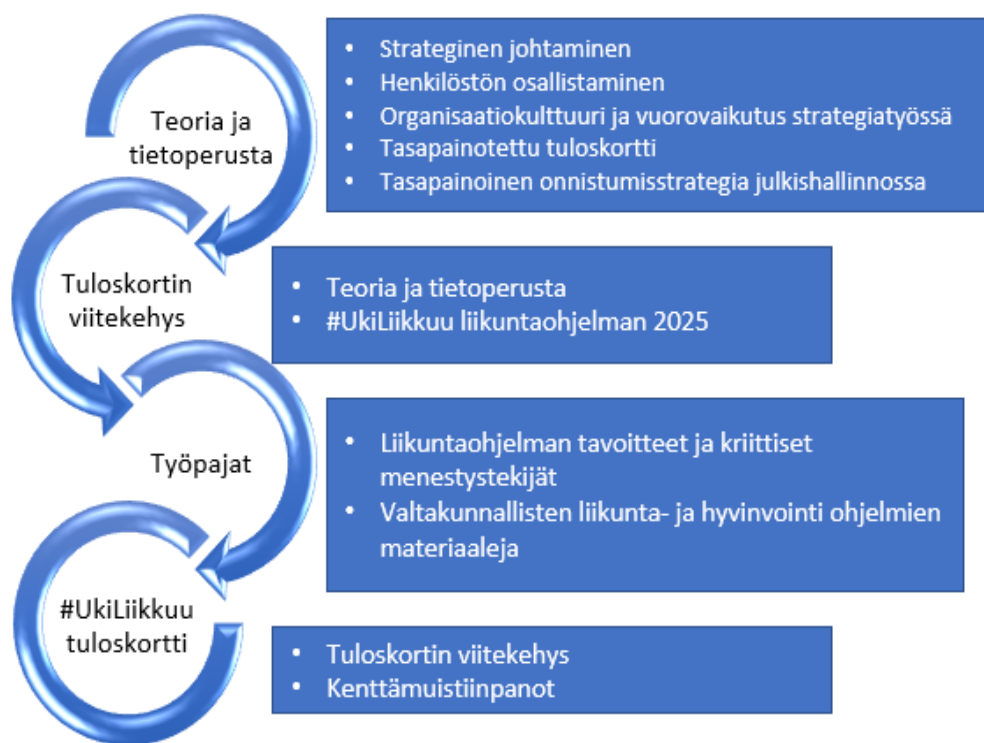 Teoria ja
tietoperusta
• Strateginen johtaminen
• Henkilöstön osallistaminen
• Organisaatiokulttuuri ja vuorovaikutus strategiatyössä
• Tasapainotettu tuloskortti
• Tasapainoinen onnistumisstrategia julkishallinnossa
Tuloskortin
viitekehys
• Teoria ja tietoperusta
• #UkiLiikkuu liikuntaohjelman 2025
Työpajat
• Liikuntaohjelman tavoitteet ja kriittiset
menestystekijät
• Valtakunnallisten liikunta- ja hyvinvointi ohjelmien
materiaaleja
#UkiLiikkuu
tuloskortti
• Tuloskortin viitekehys
• Kenttämuistiinpanot